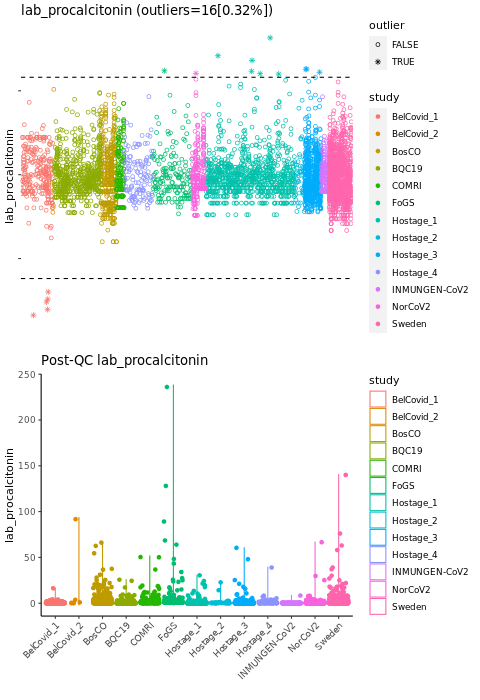 lab_procalcitonin (outliers=16[0.32%])
lab_procalcitonin
outlier
FALSE
TRUE
study
BelCovid_1
BelCovid_2
BosCO
BQC19
COMRI
FoGS
Hostage_1
Hostage_2
Hostage_3
Hostage_4
INMUNGEN-CoV2
NorCoV2
Sweden
Post-QC lab_procalcitonin
lab_procalcitonin
250
200
150
100
50
0
BelCovid_1
BelCovid_2
BosCO
BQC19
COMRI
FoGS
Hostage_1
Hostage_2
Hostage_3
Hostage_4
INMUNGEN-CoV2
NorCoV2
Sweden
study
BelCovid_1
BelCovid_2
BosCO
BQC19
COMRI
FoGS
Hostage_1
Hostage_2
Hostage_3
Hostage_4
INMUNGEN-CoV2
NorCoV2
Sweden